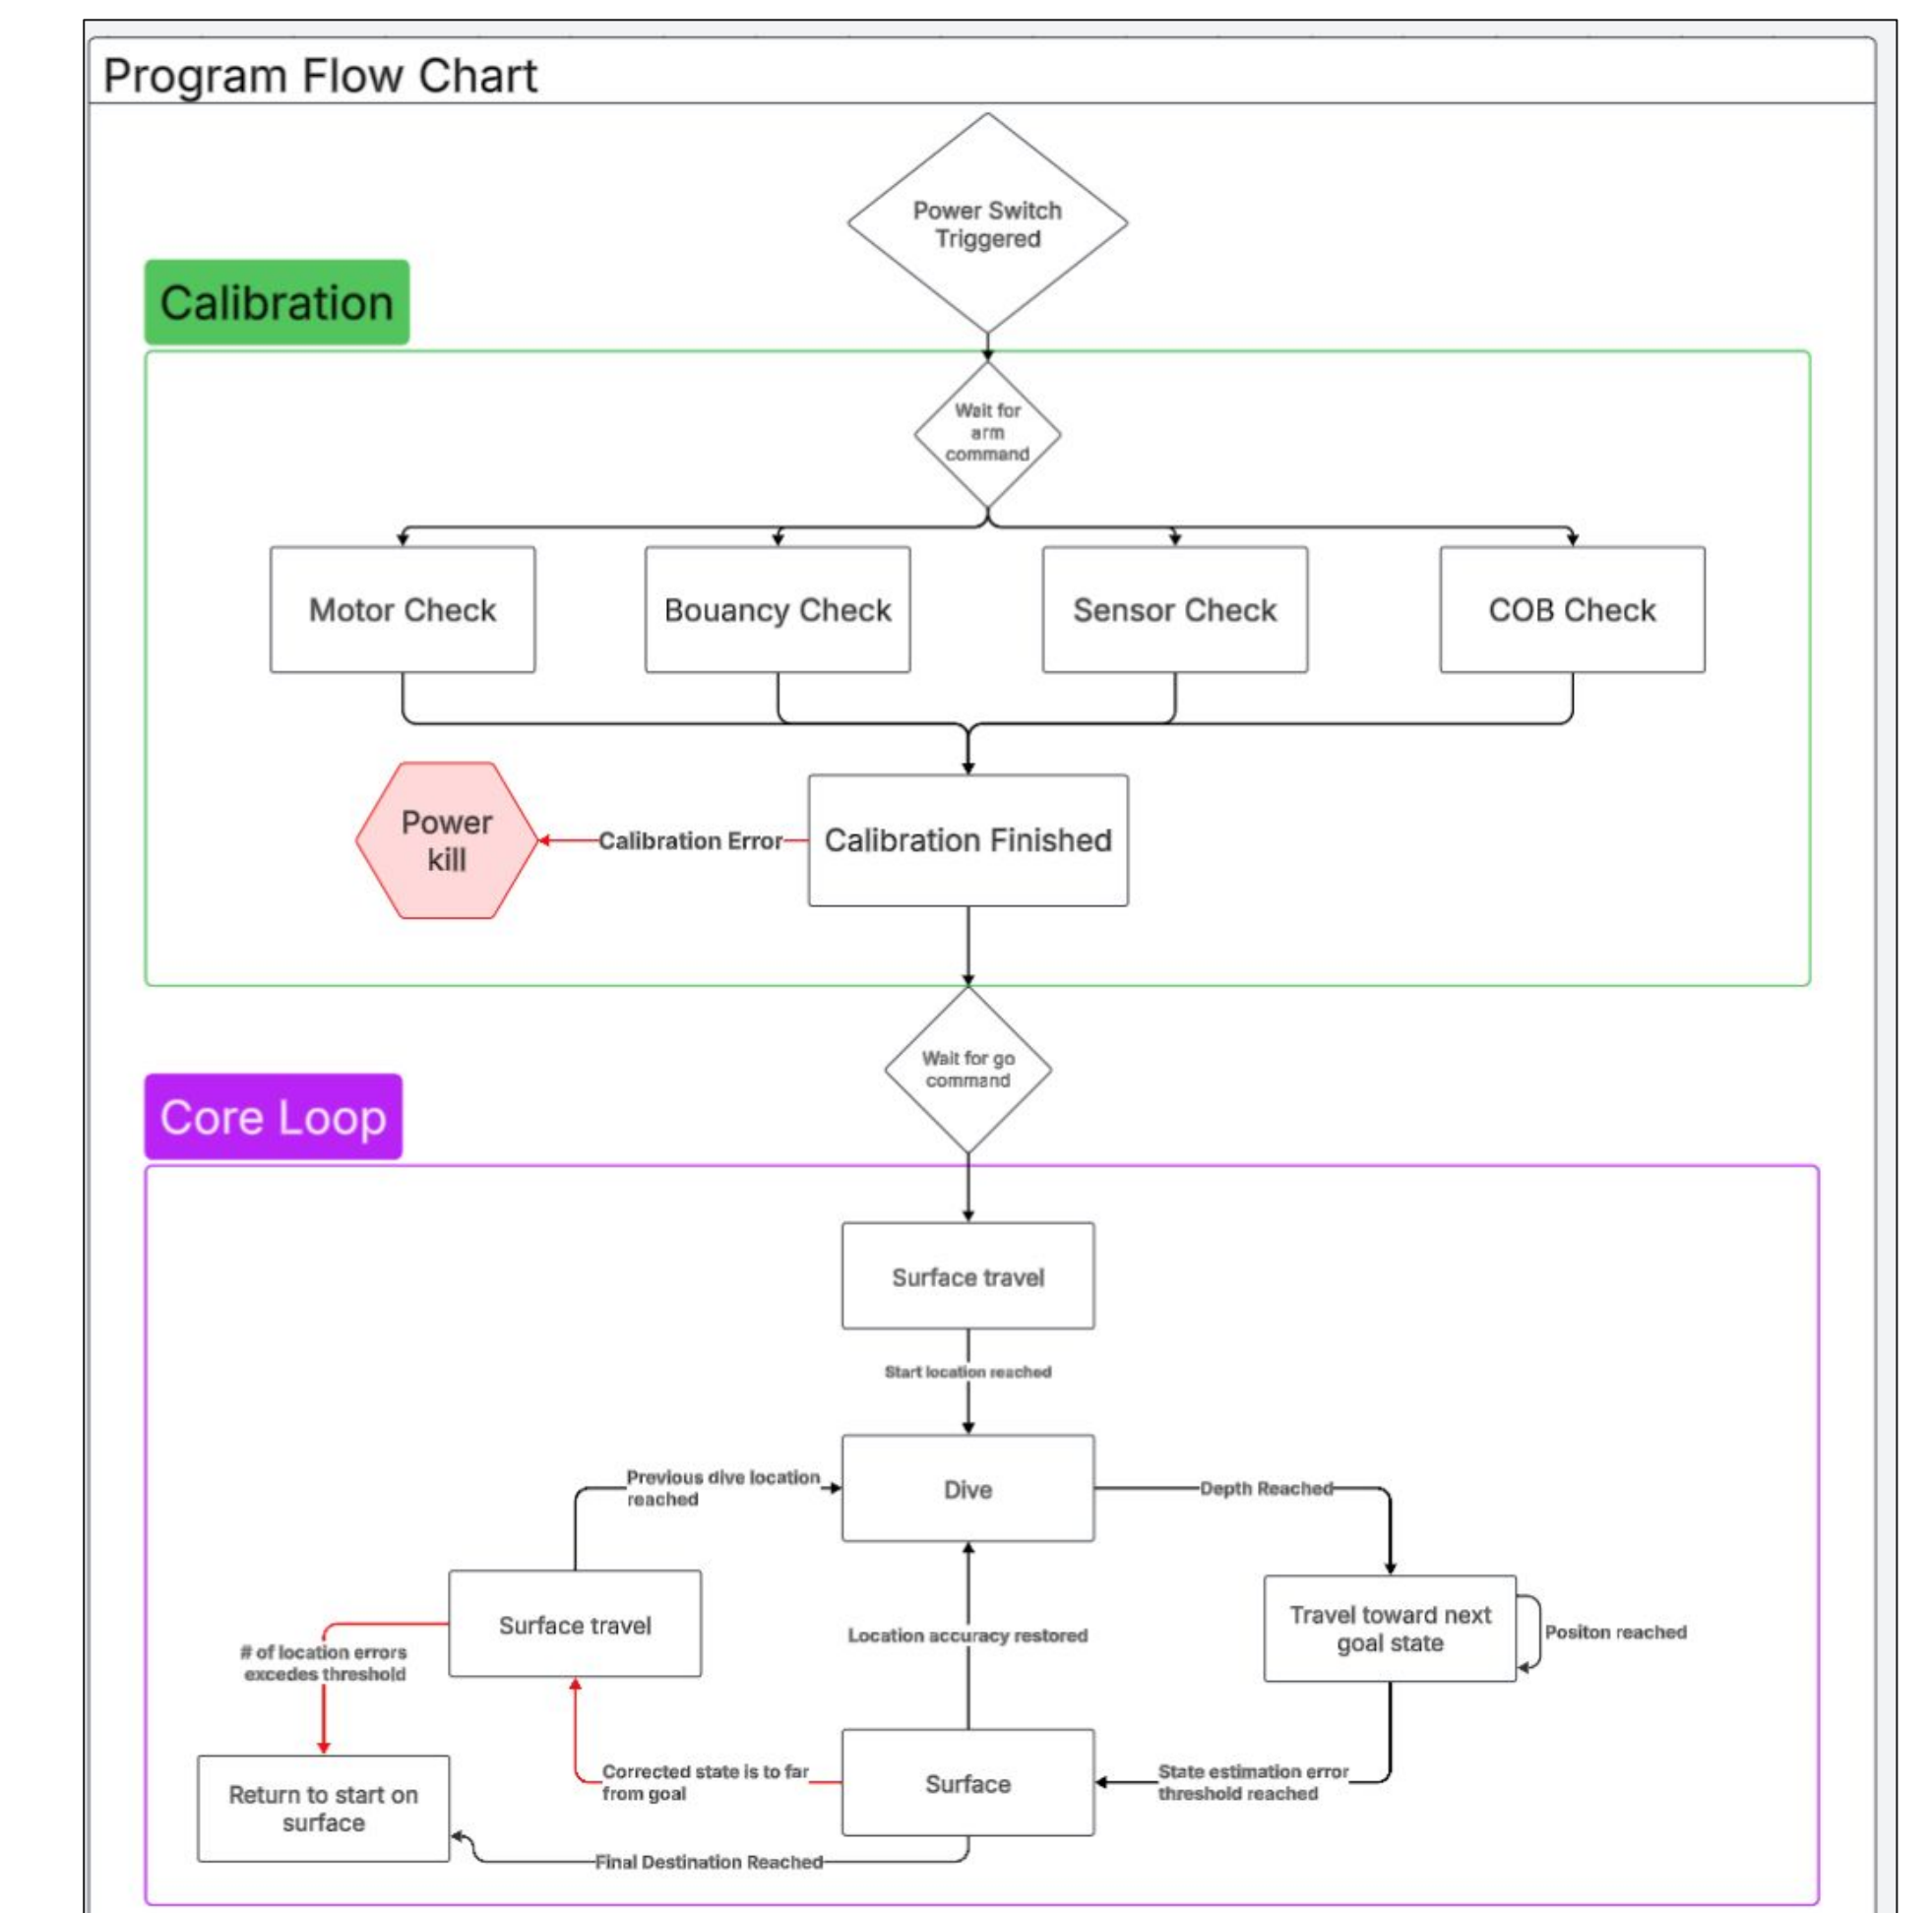 Program Flow Chart
Power Switch
Triggered
Calibration
Wait for
arm
command
Motor Check
Bouancy Check
Sensor Check
COB Check
Power
kill
Calibration Error
Calibration Finished
Wait for go
command
Core Loop
Surface travel
Start location reached
Previous dive location
reached
Dive
Depth Reached
Surface travel
Location accuracy restored
Travel toward next
goal state
Positon reached
# of location errors
excedes threshold
Return to start on
surface
Corrected state is to far
from goal
Surface
State estimation error
threshold reached
Final Destination Reached